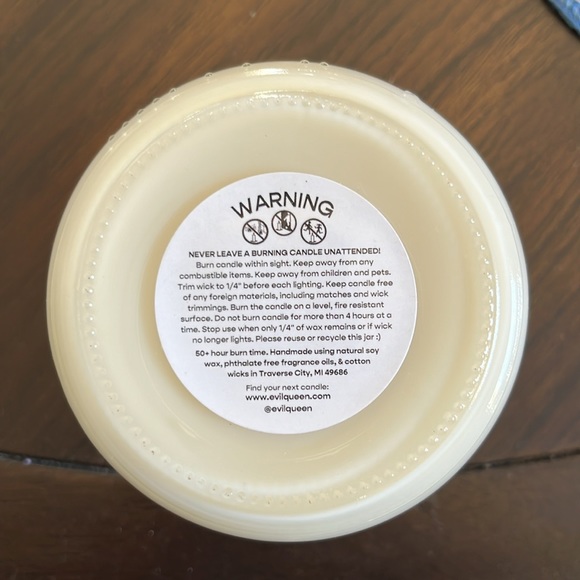 WARNING
NEVER LEAVE A BURNING CANDLE UNATTENDED!
Burn candle within sight. Keep away from any
combustible items. Keep away from children and pets.
Trim wick to 1/4" before each lighting. Keep candle free
of any foreign materials, including matches and wick
trimmings. Burn the candle on a level, fire resistant
surface. Do not burn candle for more than 4 hours at a
time. Stop use when only 1/4" of wax remains or if wick
no longer lights. Please reuse or recycle this jar :)
50+ hour burn time. Handmade using natural soy
wax, phthalate free fragrance oils, & cotton
wicks in Traverse City, MI 49686
Find your next candle:
www.evilqueen.com
@evilqueen